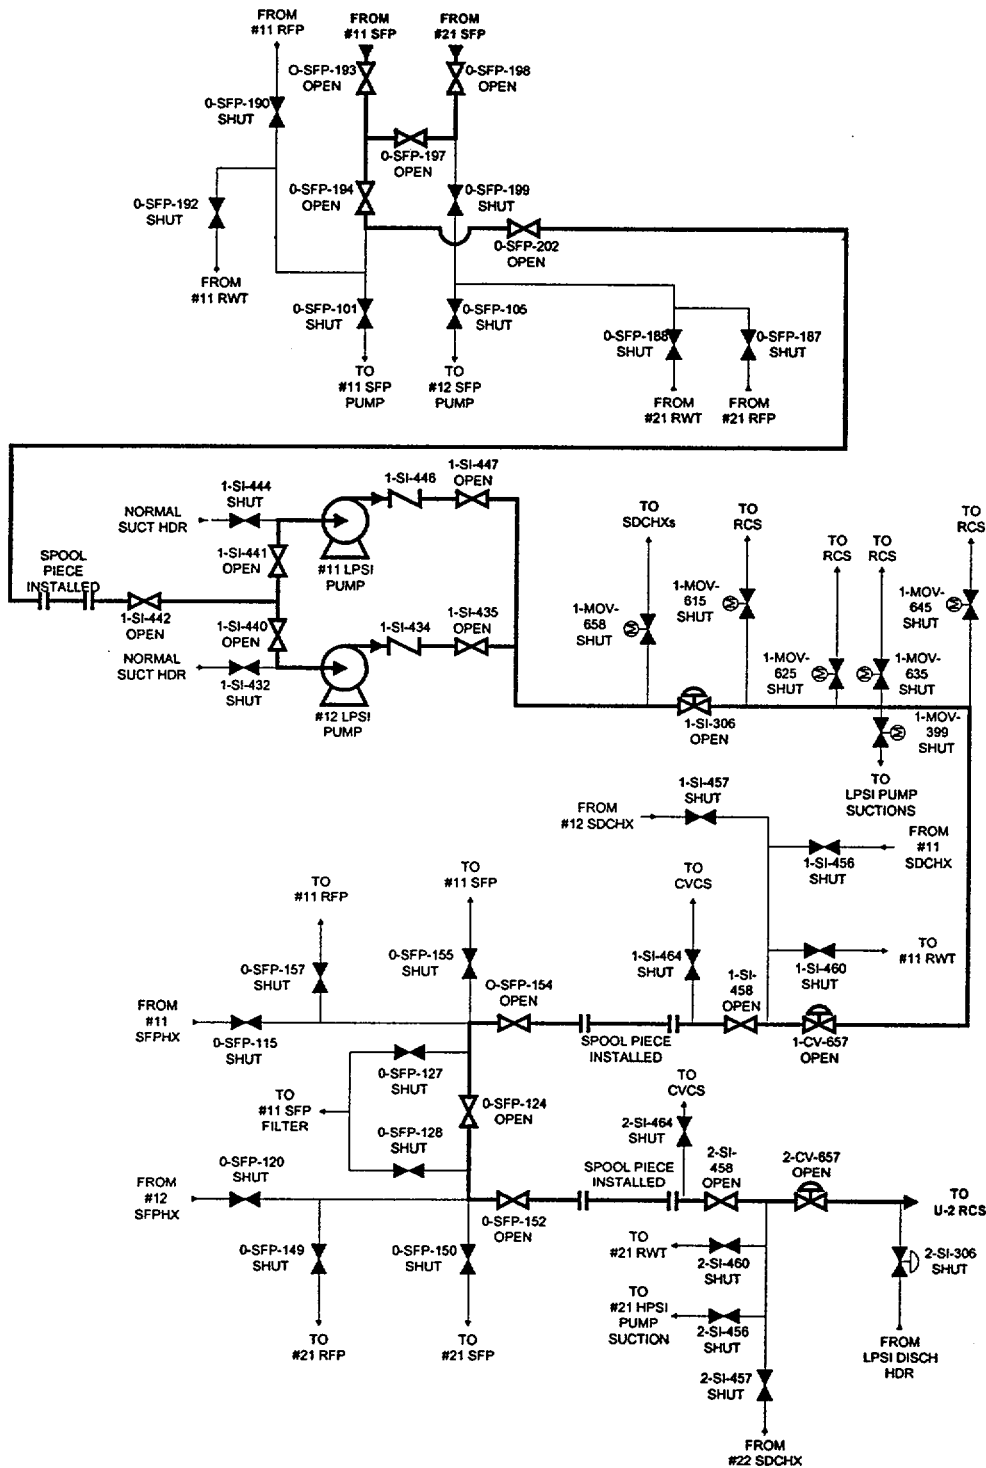 FROM
#11 RFP
FROM
#11 SFP
FROM
#21 SFP
O-SFP-193
OPEN
0-SFP-198
OPEN
0-SFP-190
SHUT
0-SFP-197
OPEN
0-SFP-194
OPEN
0-SFP-199
SHUT
0-SFP-192
SHUT
0-SFP-202
OPEN
FROM
#11 RWT
0-SFP-101
SHUT
0-SFP-105
SHUT
0-SFP-188
SHUT
0-SFP-187
SHUT
TO
#11 SFP
PUMP
TO
#12 SFP
PUMP
FROM
#21 RWT
FROM
#21 RFP
1-SI-444
SHUT
NORMAL
SUCT HDR
1-SI-446
1-SI-447
OPEN
1-SI-441
OPEN
#11 LPSI
PUMP
SPOOL
PIECE
INSTALLED
1-SI-442
OPEN
1-SI-440
OPEN
1-SI-434
1-SI-435
OPEN
NORMAL
SUCT HDR
1-SI-432
SHUT
#12 LPSI
PUMP
TO
SDCHXs
TO
RCS
TO
RCS
TO
RCS
TO
RCS
1-MOV-
658
SHUT
M
1-MOV-
615
SHUT
M
1-MOV-
645
SHUT
M
1-MOV-
625
SHUT
M
M
1-MOV-
635
SHUT
1-SI-306
OPEN
M
1-MOV-
399
SHUT
TO
LPSI PUMP
SUCTIONS
1-SI-457
SHUT
FROM
#12 SDCHX
FROM
#11
SDCHX
1-SI-456
SHUT
TO
#11 RFP
TO
#11 SFP
TO
CVCS
0-SFP-157
SHUT
0-SFP-155
SHUT
1-SI-464
SHUT
1-SI-460
SHUT
TO
#11 RWT
1-SI-
458
OPEN
O-SFP-154
OPEN
FROM
#11
SFPHX
0-SFP-115
SHUT
SPOOL PIECE
INSTALLED
1-CV-657
OPEN
0-SFP-127
SHUT
TO
#11 SFP
FILTER
0-SFP-124
OPEN
0-SFP-128
SHUT
TO
CVCS
2-SI-464
SHUT
0-SFP-120
SHUT
FROM
#12
SFPHX
SPOOL PIECE
INSTALLED
2-SI-
458
OPEN
2-CV-657
OPEN
TO
U-2 RCS
0-SFP-152
OPEN
0-SFP-149
SHUT
0-SFP-150
SHUT
TO
#21 RWT
2-SI-460
SHUT
2-SI-306
SHUT
TO
#21 HPSI
PUMP
SUCTION
2-SI-456
SHUT
TO
#21 RFP
TO
#21 SFP
FROM
LPSI DISCH
HDR
2-SI-457
SHUT
FROM
#22 SDCHX